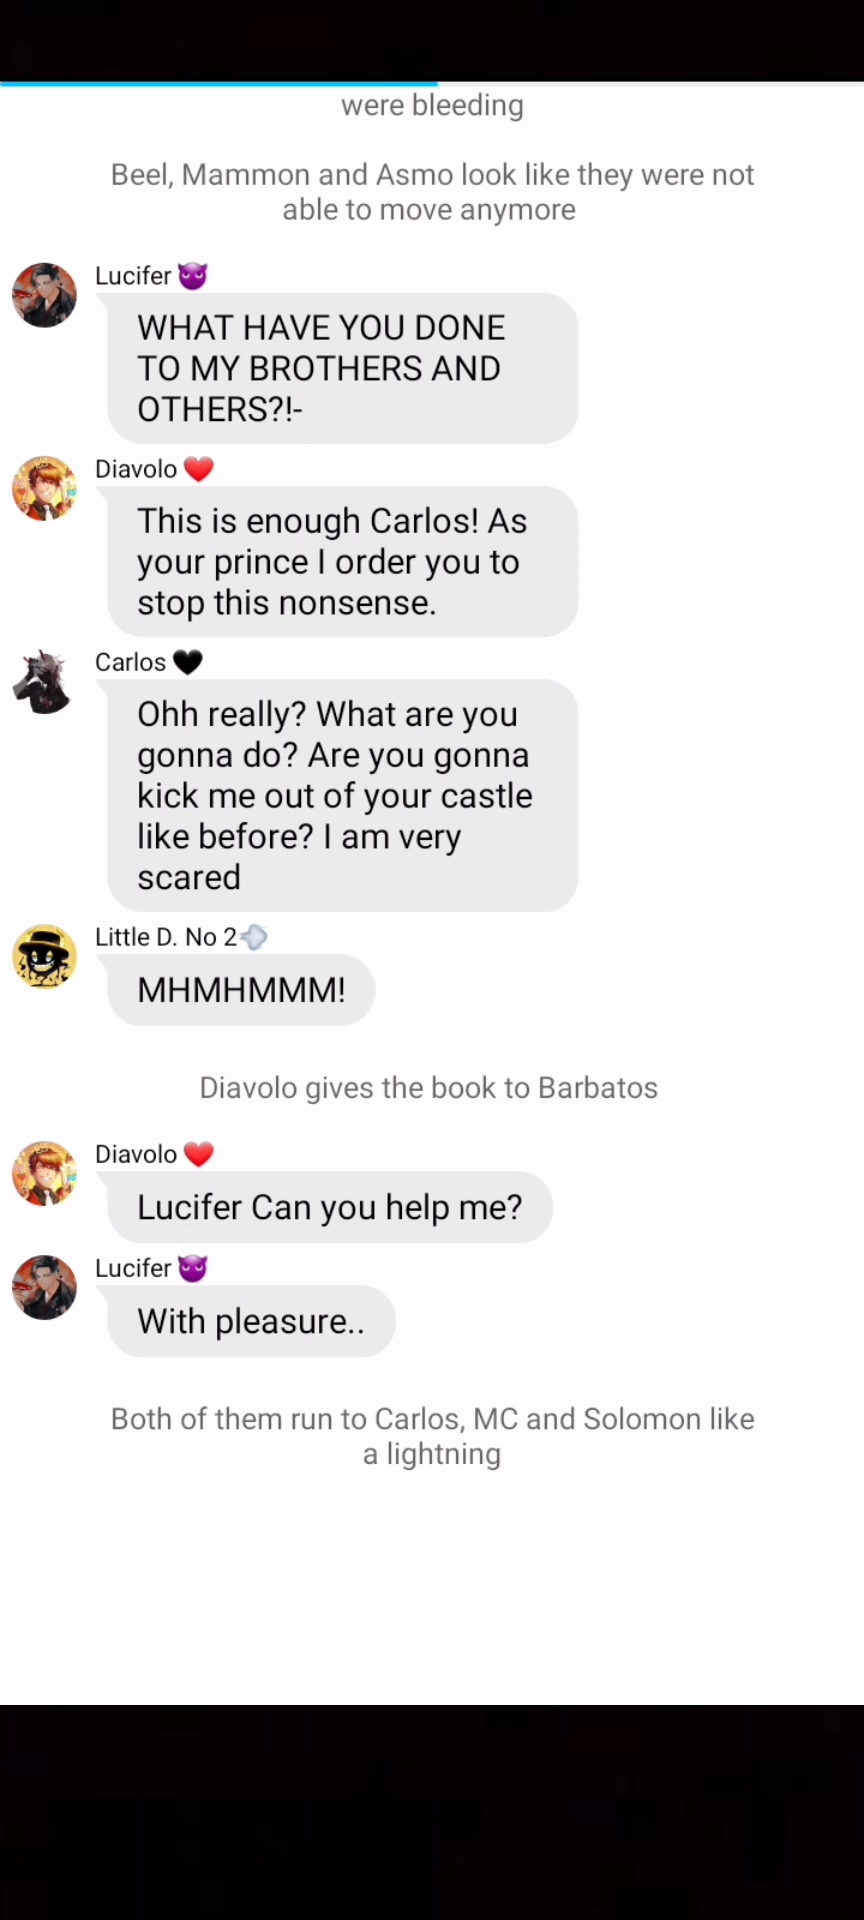 were bleeding
Beel, Mammon and Asmo look like they were not
able to move anymore
Lucifer 😈
WHAT HAVE YOU DONE
TO MY BROTHERS AND
OTHERS?!-
Diavolo ❤️
This is enough Carlos! As
your prince I order you to
stop this nonsense.
Carlos 🖤
Ohh really? What are you
gonna do? Are you gonna
kick me out of your castle
like before? I am very
scared
Little D. No 2💨
MHMHMMM!
Diavolo gives the book to Barbatos
Diavolo ❤️
Lucifer Can you help me?
Lucifer 😈
With pleasure..
Both of them run to Carlos, MC and Solomon like
a lightning